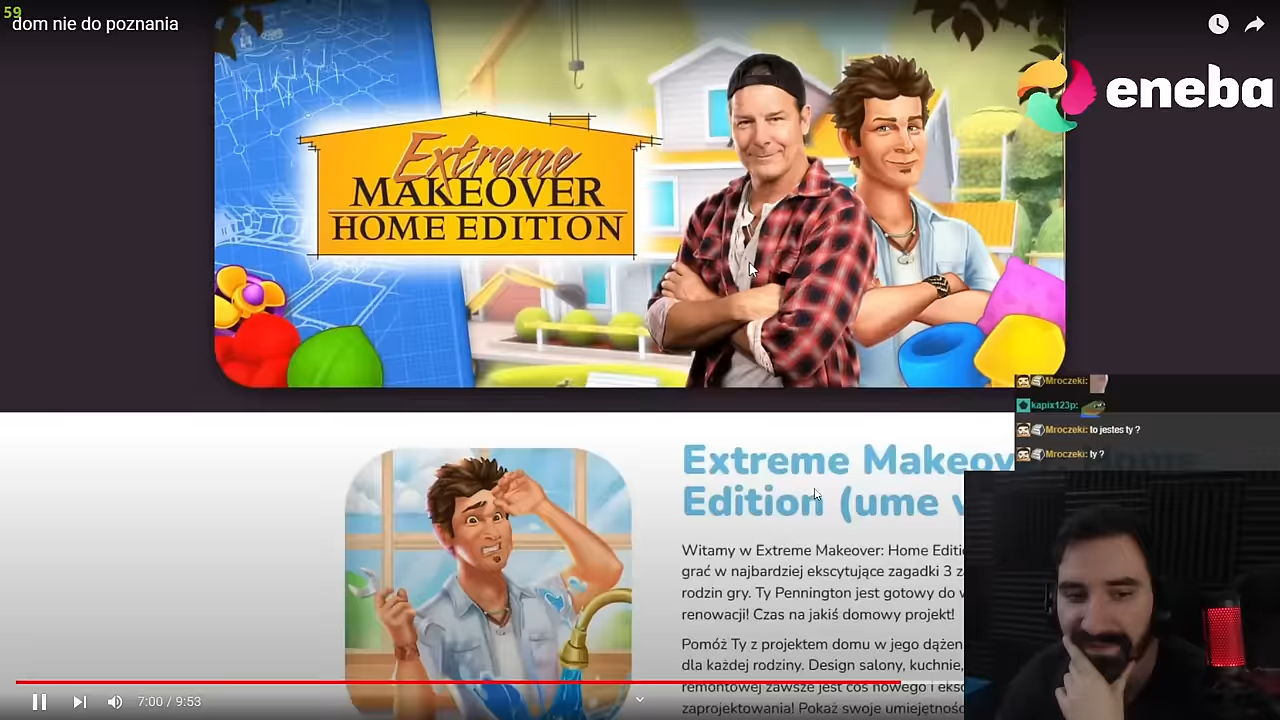 59
dom nie do poznania
eneba
Extreme
MAKEOVER
HOME EDITION
Mroczeki:
kapix123p:
Mroczeki: to jestes ty ?
Mroczeki: ty ?
Extreme Makeov
Edition (ume
Witamy w Extreme Makeover: Home Editi
grać w najbardziej ekscytujące zagadki 3 z
rodzin gry. Ty Pennington jest gotowy do
renowacji! Czas na jakiś domowy projekt!
Pomóż Ty z projektem domu w jego dążen
dla każdej rodziny. Design salony, kuchnie,
remontowej zawsze jest coś nowego i eksc
zaprojektowania! Pokaż swoje umiejętnośc
7:00 / 9:53